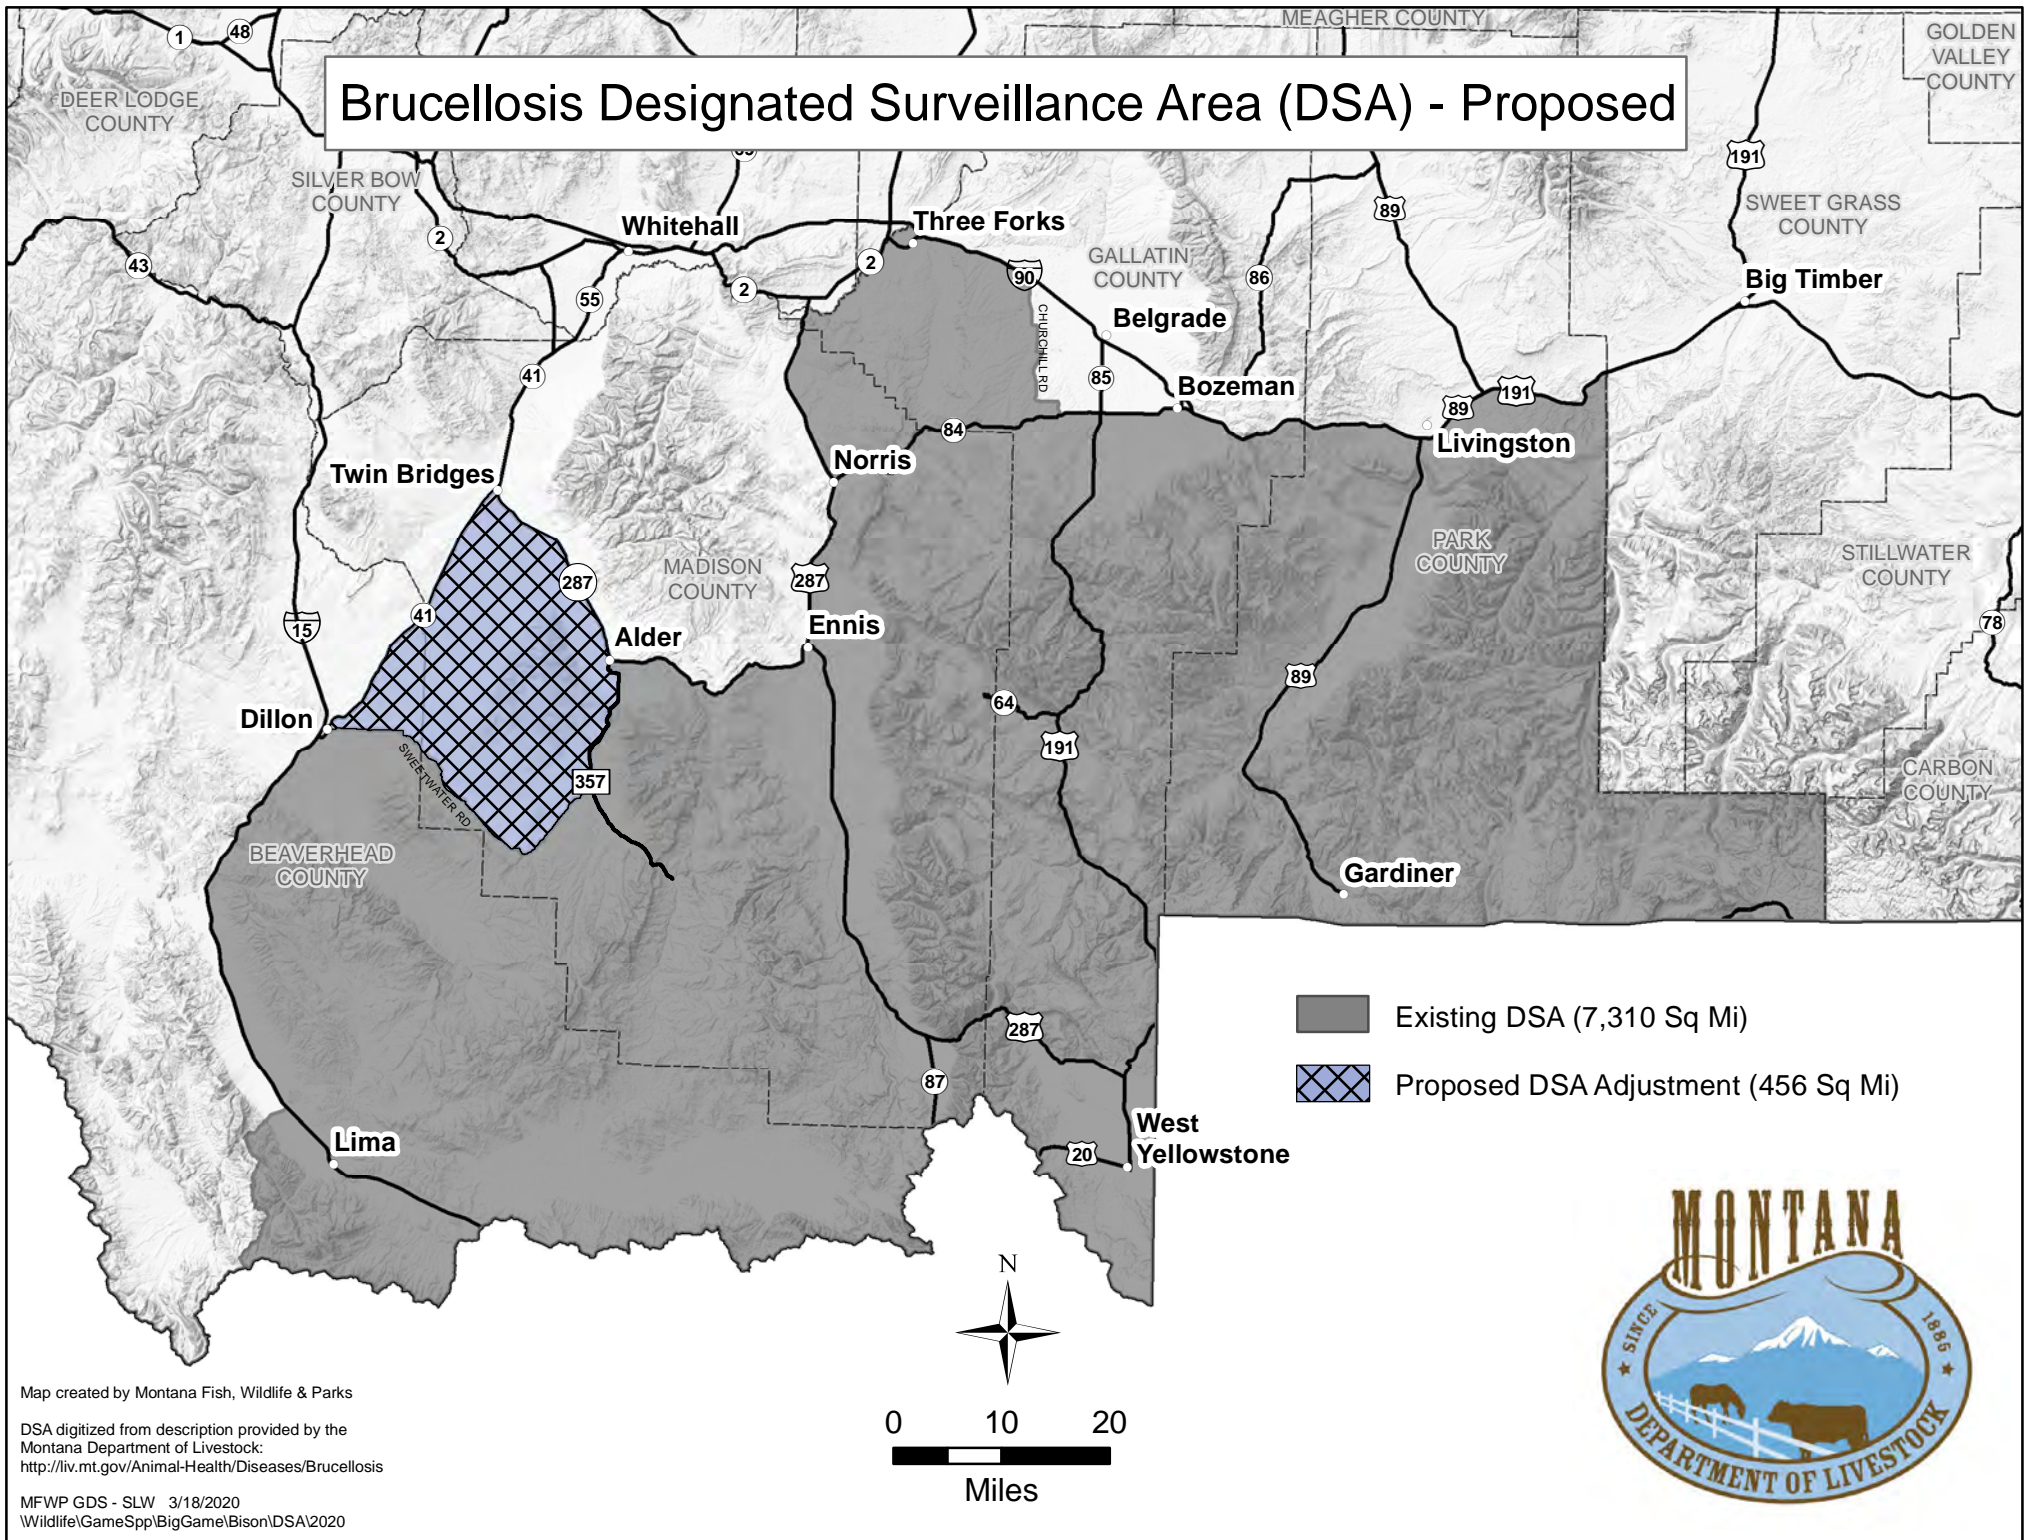 MEAGHER COUNTY
GOLDEN
VALLEY
COUNTY
1
48
DEER LODGE
COUNTY
Brucellosis Designated Surveillance Area (DSA) - Proposed
191
SILVER BOW
COUNTY
SWEET GRASS
COUNTY
89
Whitehall
Three Forks
2
2
43
GALLATIN
COUNTY
90
86
Big Timber
55
2
CHURCHILL RD
Belgrade
41
85
Bozeman
191
89
84
Livingston
Norris
Twin Bridges
PARK
COUNTY
STILLWATER
COUNTY
MADISON
COUNTY
287
287
41
15
78
Alder
Ennis
89
64
Dillon
191
SWEETWATER RD
357
CARBON
COUNTY
BEAVERHEAD
COUNTY
Gardiner
Existing DSA (7,310 Sq Mi)
287
Proposed DSA Adjustment (456 Sq Mi)
87
Lima
West
Yellowstone
20
N
MONTANA
SINCE
1885
DEPARTMENT OF LIVESTOCK
0 10 20
Miles
Map created by Montana Fish, Wildlife & Parks
DSA digitized from description provided by the
Montana Department of Livestock:
http://liv.mt.gov/Animal-Health/Diseases/Brucellosis
MFWP GDS - SLW 3/18/2020
\Wildlife\GameSpp\BigGame\Bison\DSA\2020